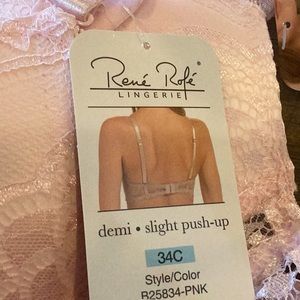 René Rofé
LINGERIE
demi • slight push-up
34C
Style/Color
R25834-PNK